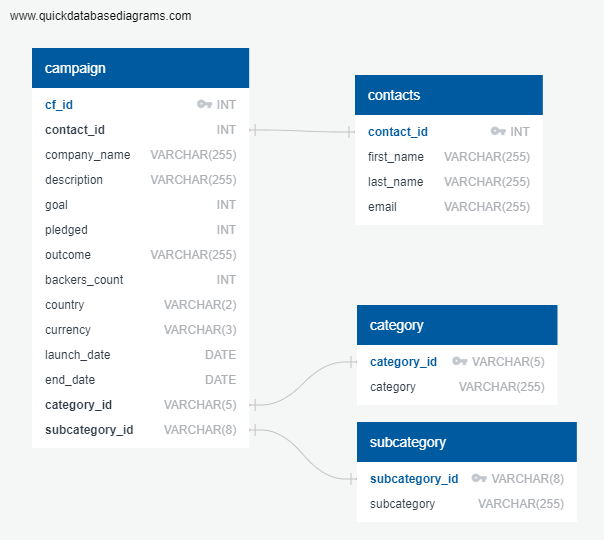 www.quickdatabasediagrams.com
campaign
cf_id INT
contact_id INT
company_name VARCHAR(255)
description VARCHAR(255)
goal INT
pledged INT
outcome VARCHAR(255)
backers_count INT
country VARCHAR(2)
currency VARCHAR(3)
launch_date DATE
end_date DATE
category_id VARCHAR(5)
subcategory_id VARCHAR(8)
contacts
contact_id INT
first_name VARCHAR(255)
last_name VARCHAR(255)
email VARCHAR(255)
category
category_id VARCHAR(5)
category VARCHAR(255)
subcategory
subcategory_id VARCHAR(8)
subcategory VARCHAR(255)